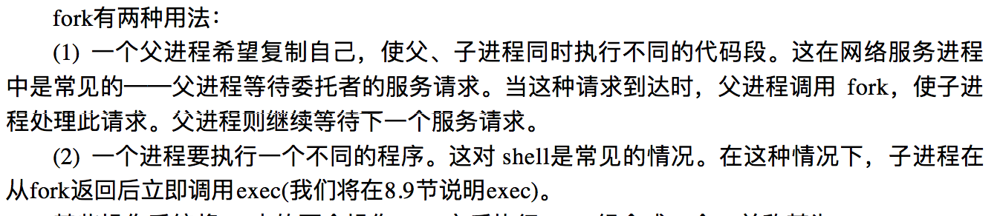 fork有两种用法：
(1) 一个父进程希望复制自己，使父、子进程同时执行不同的代码段。这在网络服务进程
中是常见的——父进程等待委托者的服务请求。当这种请求到达时，父进程调用 fork，使子进
程处理此请求。父进程则继续等待下一个服务请求。
(2) 一个进程要执行一个不同的程序。这对 shell是常见的情况。在这种情况下，子进程在
从fork返回后立即调用exec(我们将在8.9节说明exec)。